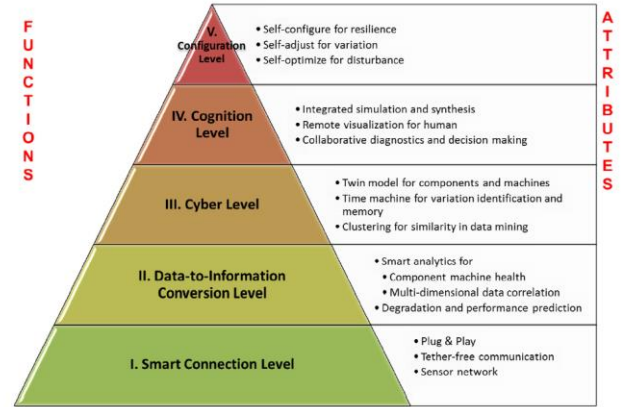 FUNCTIONS
ATTRIBUTES
V.
Configuration
Level
• Self-configure for resilience
• Self-adjust for variation
• Self-optimize for disturbance
IV. Cognition
Level
• Integrated simulation and synthesis
• Remote visualization for human
• Collaborative diagnostics and decision making
III. Cyber Level
• Twin model for components and machines
• Time machine for variation identification and
memory
• Clustering for similarity in data mining
II. Data-to-Information
Conversion Level
• Smart analytics for
• Component machine health
• Multi-dimensional data correlation
• Degradation and performance prediction
I. Smart Connection Level
• Plug & Play
• Tether-free communication
• Sensor network